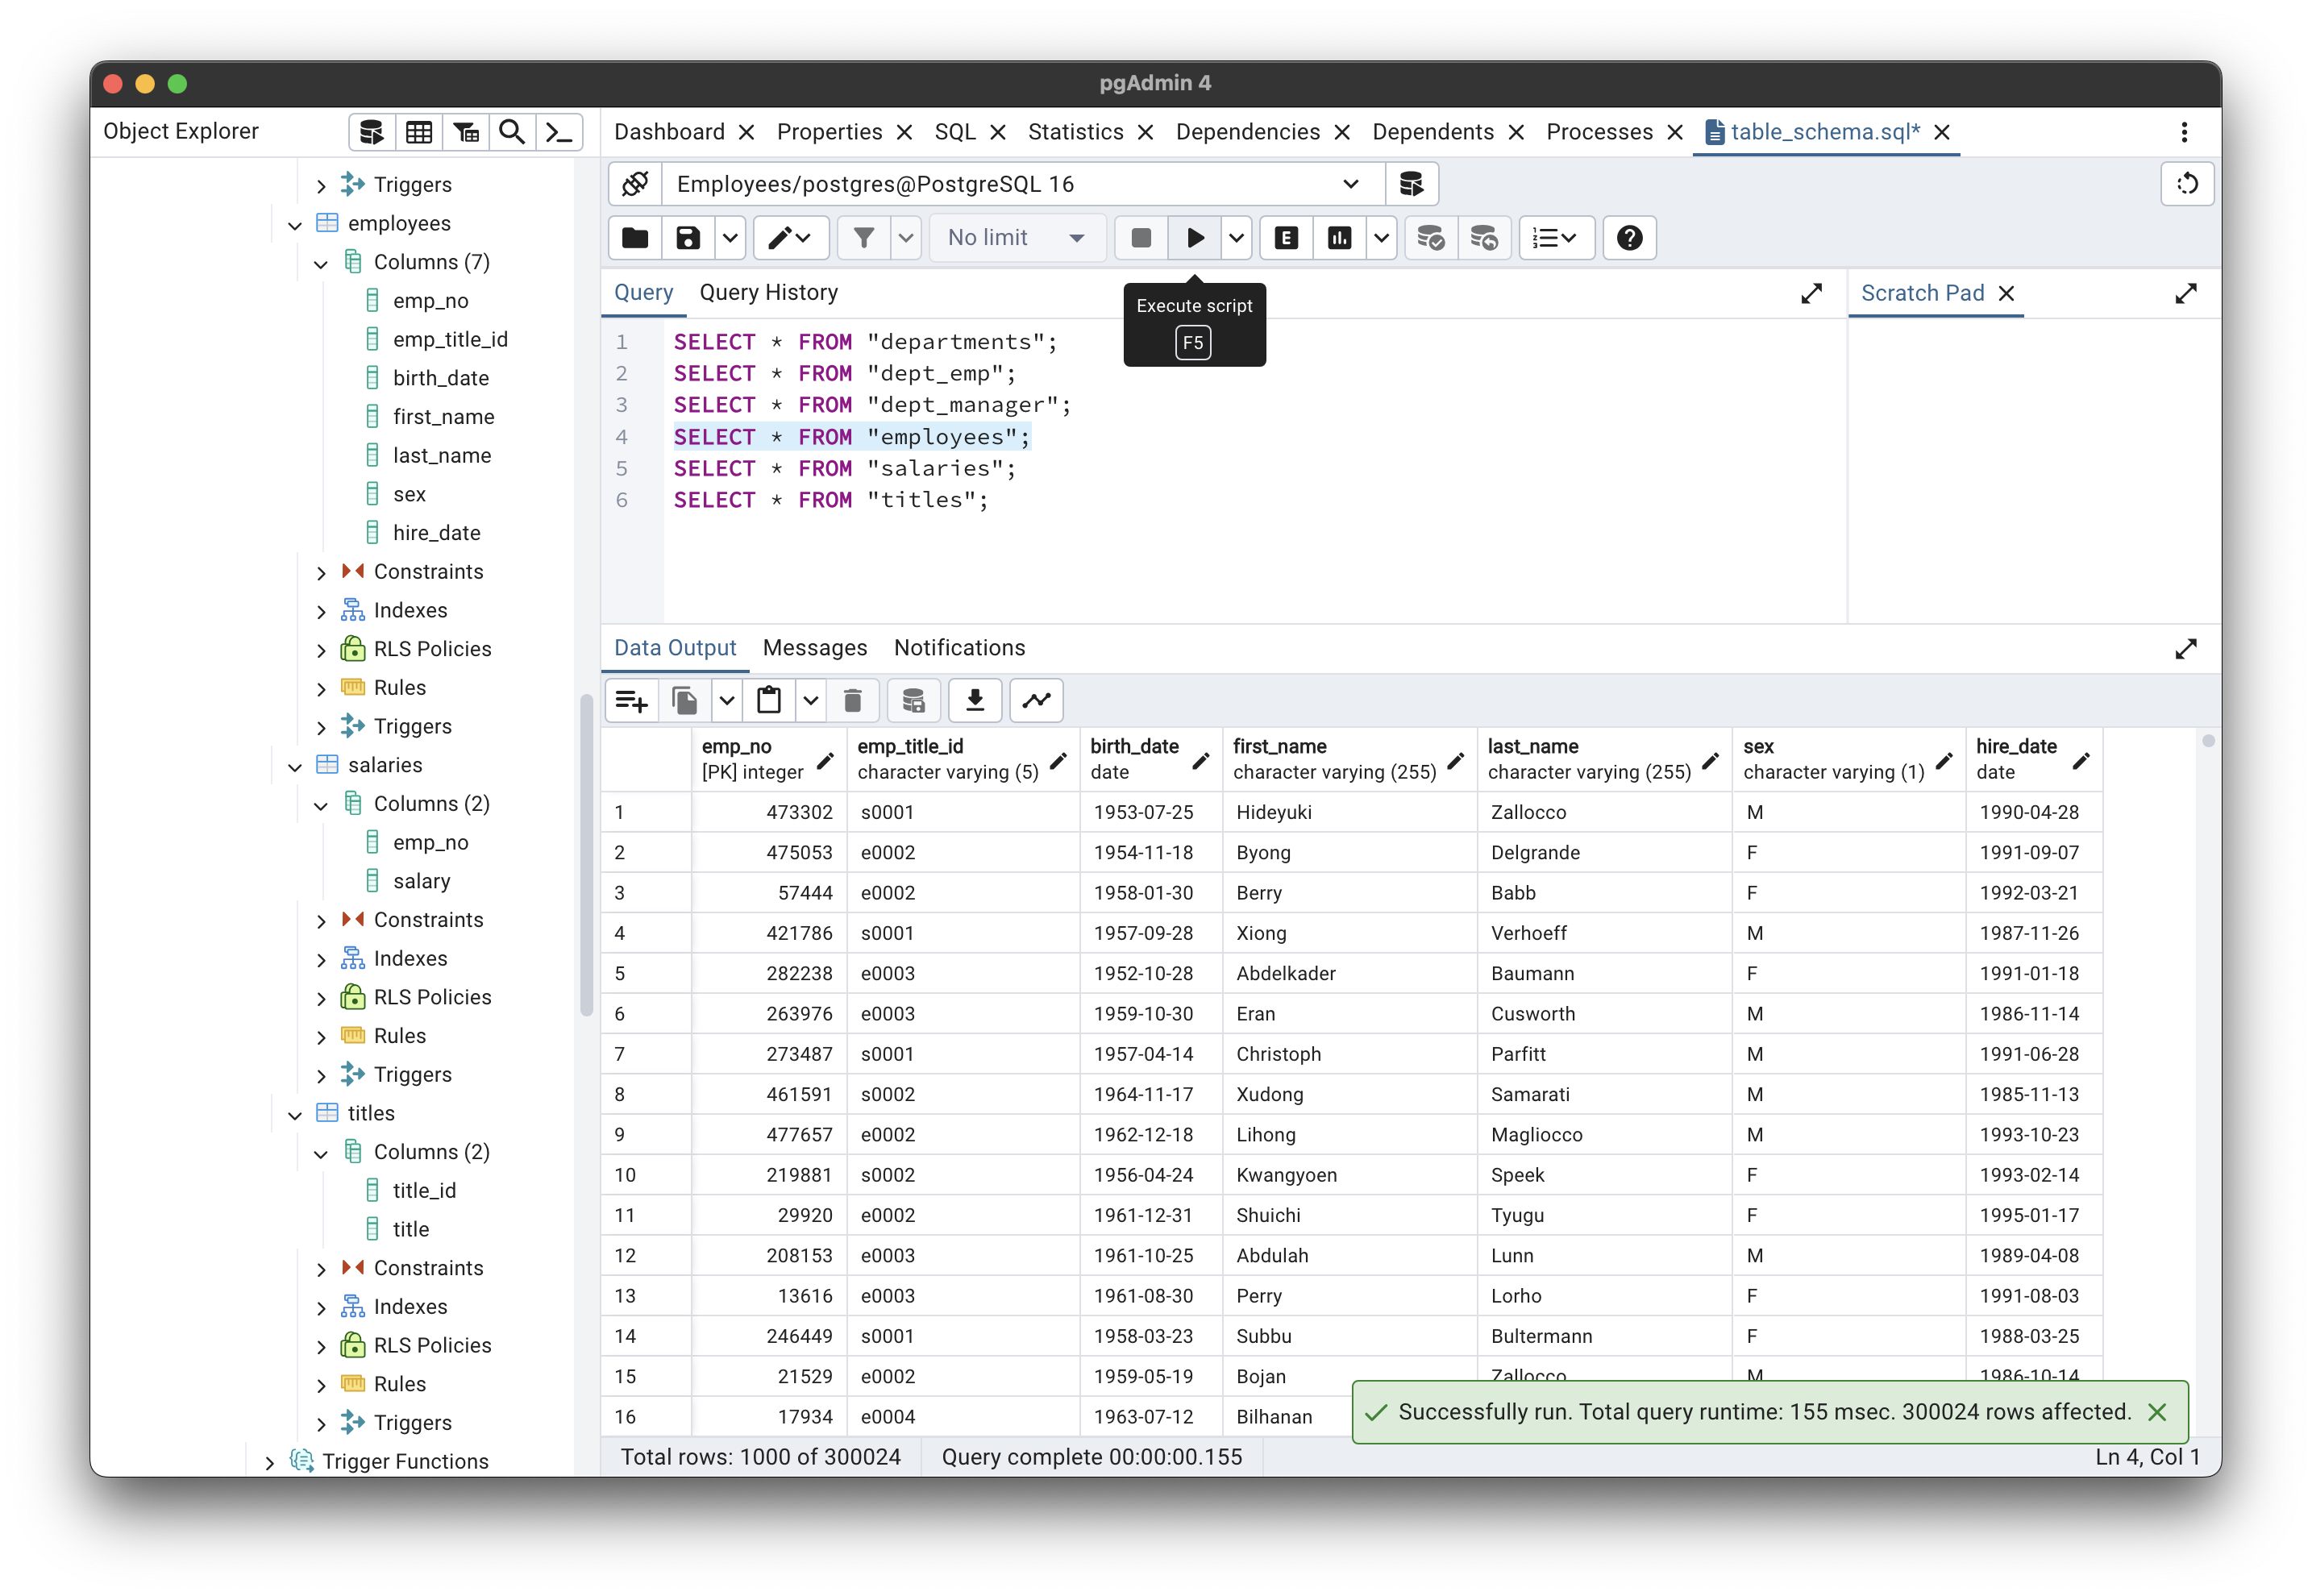 pgAdmin 4
Object Explorer
Triggers
employees
Columns (7)
emp_no
emp_title_id
birth_date
first_name
last_name
sex
hire_date
Constraints
Indexes
RLS Policies
Rules
Triggers
salaries
Columns (2)
emp_no
salary
Constraints
Indexes
RLS Policies
Rules
Triggers
titles
Columns (2)
title_id
title
Constraints
Indexes
RLS Policies
Rules
Triggers
Trigger Functions
Dashboard Properties SQL Statistics Dependencies Dependents Processes table_schema.sql*
Employees/postgres@PostgreSQL 16
No limit E
Query Query History
Execute script
F5
Scratch Pad
1 SELECT * FROM "departments";
2 SELECT * FROM "dept_emp";
3 SELECT * FROM "dept_manager";
4 SELECT * FROM "employees";
5 SELECT * FROM "salaries";
6 SELECT * FROM "titles";
Data Output Messages Notifications
emp_no emp_title_id birth_date first_name last_name sex hire_date
[PK] integer character varying (5) date character varying (255) character varying (255) character varying (1) date
1 473302 s0001 1953-07-25 Hideyuki Zallocco M 1990-04-28
2 475053 e0002 1954-11-18 Byong Delgrande F 1991-09-07
3 57444 e0002 1958-01-30 Berry Babb F 1992-03-21
4 421786 s0001 1957-09-28 Xiong Verhoeff M 1987-11-26
5 282238 e0003 1952-10-28 Abdelkader Baumann F 1991-01-18
6 263976 e0003 1959-10-30 Eran Cusworth M 1986-11-14
7 273487 s0001 1957-04-14 Christoph Parfitt M 1991-06-28
8 461591 s0002 1964-11-17 Xudong Samarati M 1985-11-13
9 477657 e0002 1962-12-18 Lihong Magliocco M 1993-10-23
10 219881 s0002 1956-04-24 Kwangyoen Speek F 1993-02-14
11 29920 e0002 1961-12-31 Shuichi Tyugu F 1995-01-17
12 208153 e0003 1961-10-25 Abdulah Lunn M 1989-04-08
13 13616 e0003 1961-08-30 Perry Lorho F 1991-08-03
14 246449 s0001 1958-03-23 Subbu Bultermann F 1988-03-25
15 21529 e0002 1959-05-19 Bojan Zallocco M 1986-10-14
16 17934 e0004 1963-07-12 Bilhanan
Successfully run. Total query runtime: 155 msec. 300024 rows affected.
Total rows: 1000 of 300024 Query complete 00:00:00.155 Ln 4, Col 1